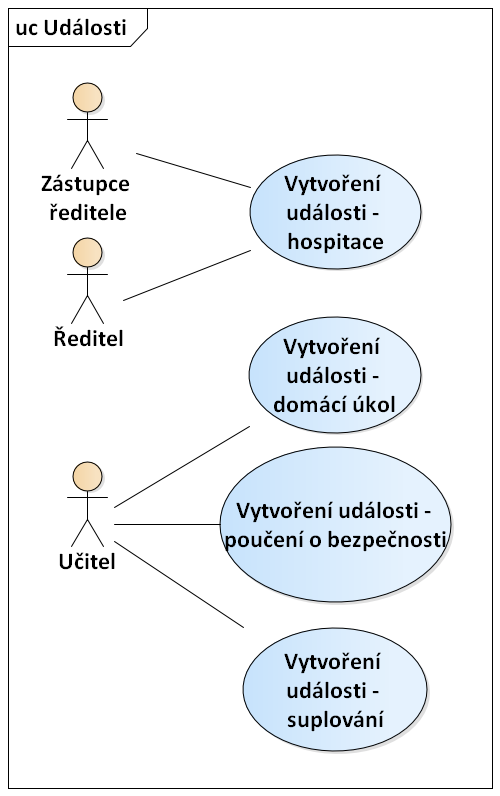 uc Události
Zástupce
ředitele
Vytvoření
události -
hospitace
Ředitel
Vytvoření
události -
domácí úkol
Vytvoření události -
poučení o bezpečnosti
Učitel
Vytvoření
události -
suplování